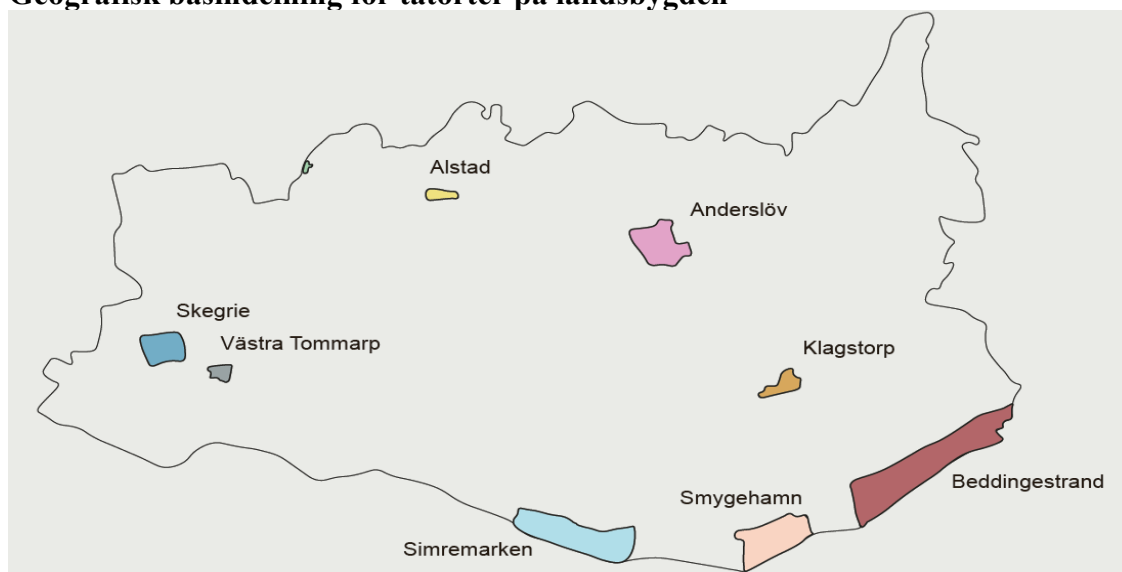 Geografisk basindelning för tätorter på landsbygden
Alstad
Anderslöv
Skegrie
Västra Tommarp
Klagstorp
Beddingestrand
Smygehamn
Simremarken